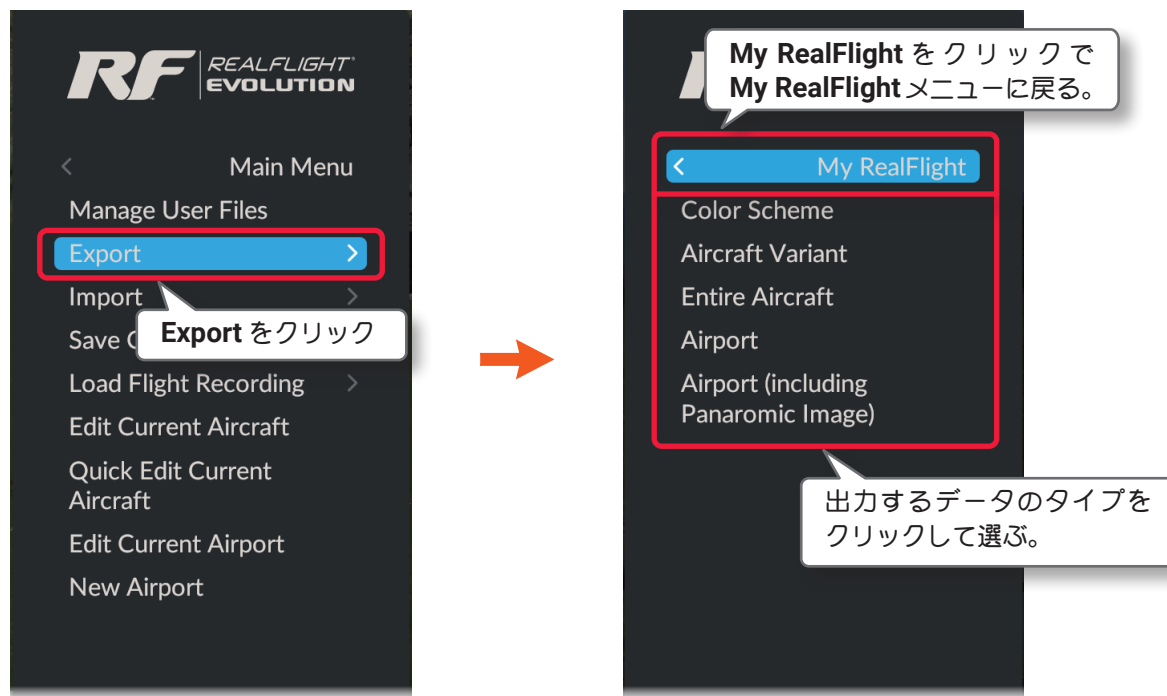 RF REALFLIGHT
EVOLUTION
Main Menu
Manage User Files
Export
Import
Export をクリック
Save
Load Flight Recording
Edit Current Aircraft
Quick Edit Current
Aircraft
Edit Current Airport
New Airport
My RealFlight をクリックで
My RealFlight メニューに戻る。
My RealFlight
Color Scheme
Aircraft Variant
Entire Aircraft
Airport
Airport (including
Panaromic Image)
出力するデータのタイプを
クリックして選ぶ。